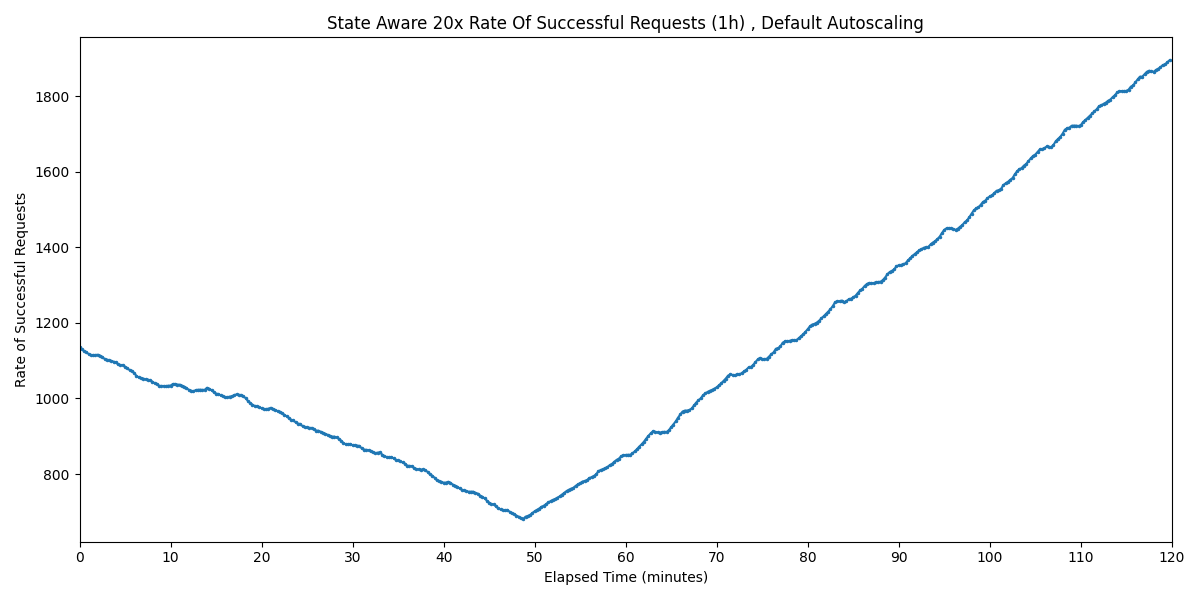 State Aware 20x Rate Of Successful Requests (1h) , Default Autoscaling
Rate of Successful Requests
1800
1600
1400
1200
1000
800
0 10 20 30 40 50 60 70 80 90 100 110 120
Elapsed Time (minutes)